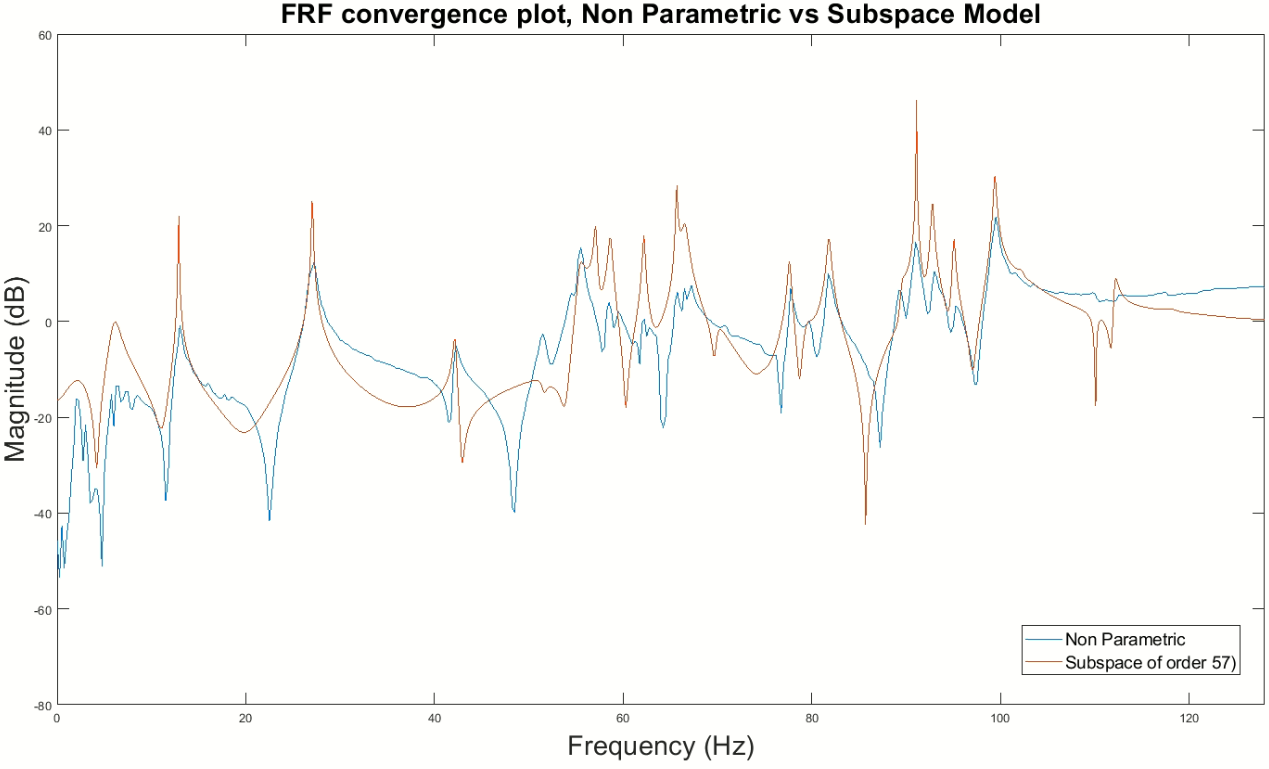 FRF convergence plot, Non Parametric vs Subspace Model
60
40
20
0
-20
-40
-60
-80
Magnitude (dB)
0 20 40 60 80 100 120
Frequency (Hz)
Non Parametric
Subspace of order 57)